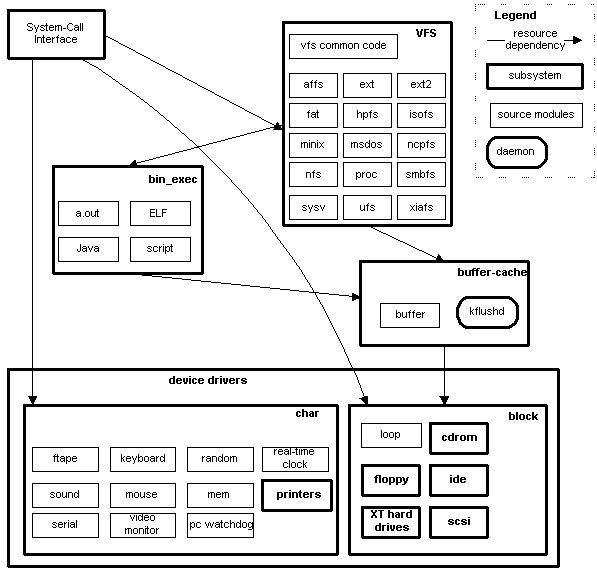 System-Call
Interface
VFS
vfs common code
affs ext ext2
fat hpfs isofs
minix msdos ncpfs
nfs proc smbfs
sysv ufs xiafs
Legend
resource
dependency
subsystem
source modules
daemon
bin_exec
a.out ELF
Java script
buffer-cache
buffer kflushd
device drivers
char
ftape keyboard random real-time
clock
sound mouse mem printers
serial video
monitor pc watchdog
block
loop cdrom
floppy ide
XT hard
drives scsi